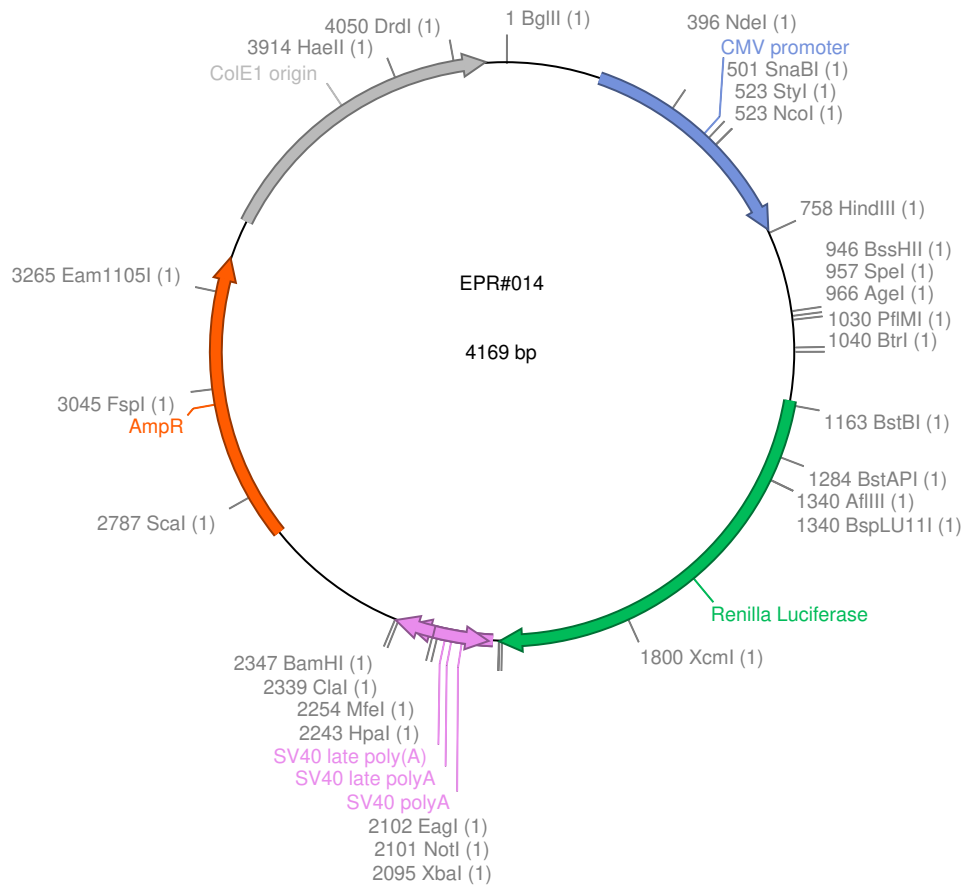 1 BglII (1)
396 NdeI (1)
CMV promoter
501 SnaBI (1)
523 StyI (1)
523 NcoI (1)
758 HindIII (1)
946 BssHII (1)
957 SpeI (1)
966 AgeI (1)
1030 PflMI (1)
1040 BtrI (1)
1163 BstBI (1)
1284 BstAPI (1)
1340 AflIII (1)
1340 BspLU11I (1)
Renilla Luciferase
1800 XcmI (1)
2347 BamHI (1)
2339 ClaI (1)
2254 MfeI (1)
2243 HpaI (1)
SV40 late poly(A)
SV40 late polyA
SV40 polyA
2102 EagI (1)
2101 NotI (1)
2095 XbaI (1)
2787 ScaI (1)
AmpR
3045 FspI (1)
3265 Eam1105I (1)
ColE1 origin
3914 HaeII (1)
4050 DrdI (1)
EPR#014
4169 bp